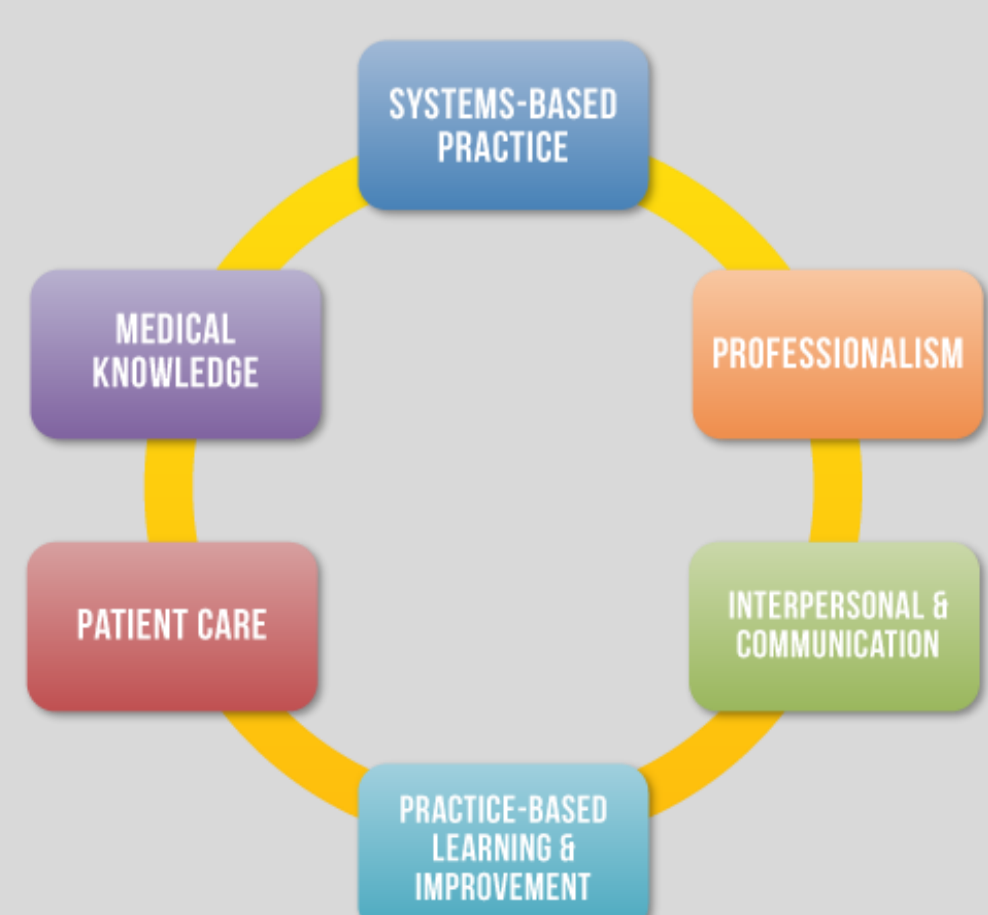 SYSTEMS-BASED
PRACTICE
PROFESSIONALISM
INTERPERSONAL &
COMMUNICATION
PRACTICE-BASED
LEARNING &
IMPROVEMENT
PATIENT CARE
MEDICAL
KNOWLEDGE